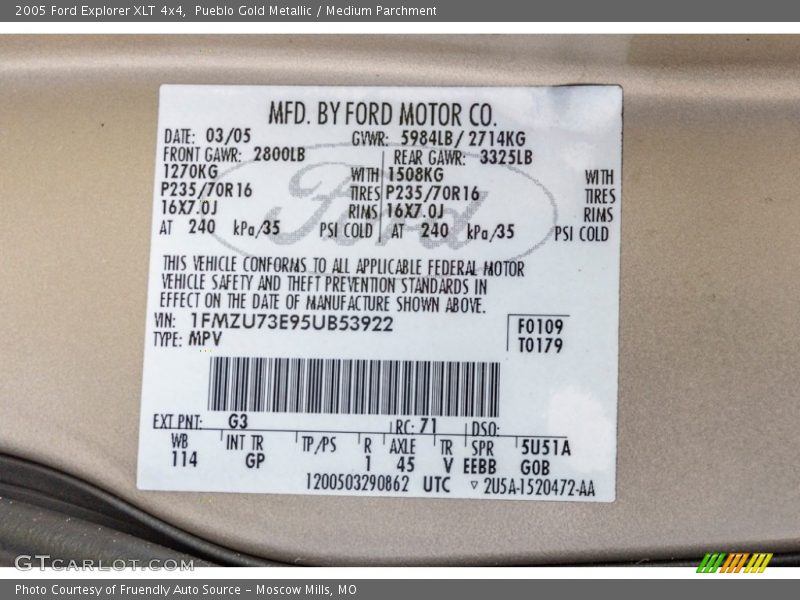 2005 Ford Explorer XLT 4x4,  Pueblo Gold Metallic / Medium Parchment
MFD. BY FORD MOTOR CO.
DATE: 03/05 GVWR: 5984LB / 2714KG
FRONT GAWR: 2800LB REAR GAWR: 3325LB
1270KG WITH 1508KG WITH
P235/70R16 TIRES P235/70R16 TIRES
16X7.0J RIMS 16X7.0J RIMS
AT 240 kPa/35 PSI COLD AT 240 kPa/35 PSI COLD
Ford
THIS VEHICLE CONFORMS TO ALL APPLICABLE FEDERAL MOTOR
VEHICLE SAFETY AND THEFT PREVENTION STANDARDS IN
EFFECT ON THE DATE OF MANUFACTURE SHOWN ABOVE.
VIN: 1FMZU73E95UB53922 F0109
TYPE: MPV T0179
EXT PNT: G3 RC: 71 DSO:
WB INT TR TP/PS R AXLE TR SPR 5U51A
114 GP 1 45 V EEBB GOB
1200503290862 UTC ▽ 2U5A-1520472-AA
GTCARLOT.COM
Photo Courtesy of Fruendly Auto Source – Moscow Mills, MO